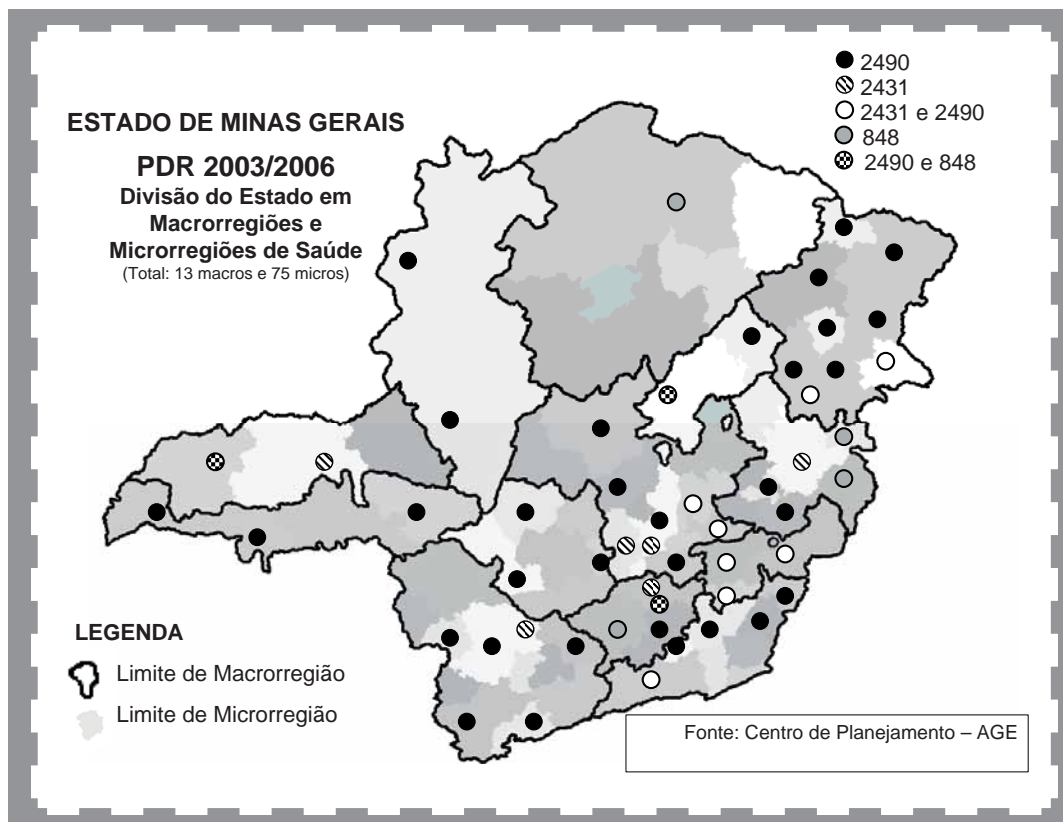 ESTADO DE MINAS GERAIS
PDR 2003/2006
Divisão do Estado em
Macrorregiões e
Microrregiões de Saúde
(Total: 13 macros e 75 micros)
2490
2431
2431 e 2490
848
2490 e 848
LEGENDA
Limite de Macrorregião
Limite de Microrregião
Fonte: Centro de Planejamento – AGE